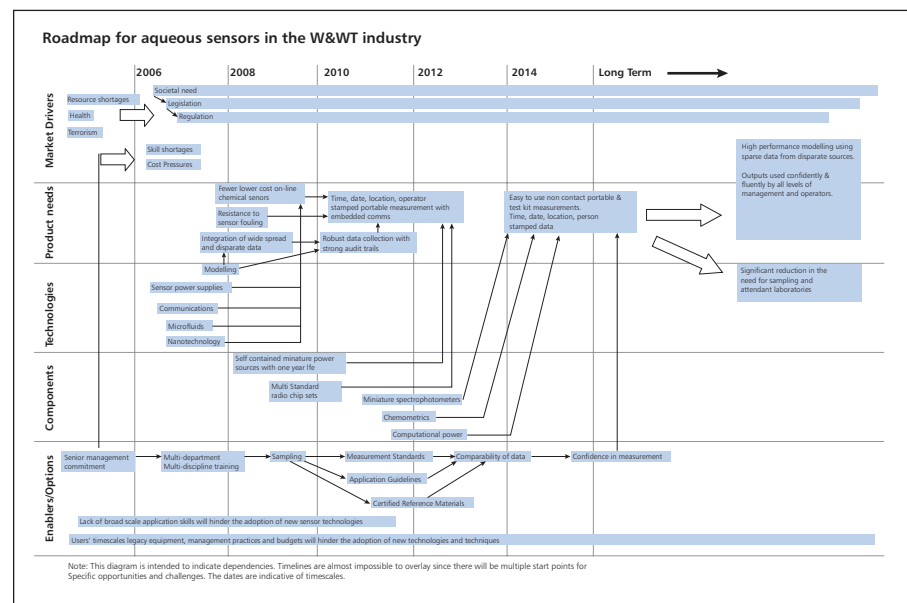 Roadmap for aqueous sensors in the W&WT industry
2006
2008
2010
2012
2014
Long Term
Market Drivers
Societal need
Resource shortages
Legislation
Health
Regulation
Terrorism
Skill shortages
Cost Pressures
High performance modelling using
sparse data from disparate sources.
Outputs used confidently &
fluently by all levels of
management and operators.
Product needs
Fewer lower cost on-line
chemical senors
Time, date, location, operator
stamped portable measurement with
embedded comms
Easy to use non contact portable &
test kit measurements.
Time, date, location, person
stamped data
Resistance to
sensor fouling
Integration of wide spread
and disparate data
Robust data collection with
strong audit trails
Modelling
Significant reduction in the
need for sampling and
attendant laboratories
Technologies
Sensor power supplies
Communications
Microfluids
Nanotechnology
Components
Self contained minature power
sources with one year lfe
Multi Standard
radio chip sets
Miniature spectrophotometers
Chemometrics
Computational power
Enablers/Options
Senior management
commitment
Multi-department
Multi-discipline training
Sampling
Measurement Standards
Comparability of data
Confidence in measurement
Application Guidelines
Certified Reference Materials
Lack of broad scale application skills will hinder the adoption of new sensor technologies
Users' timescales legacy equipment, management practices and budgets will hinder the adoption of new technologies and techniques
Note: This diagram is intended to indicate dependencies. Timelines are almost impossible to overlay since there will be multiple start points for
Specific opportunities and challenges. The dates are indicative of timescales.